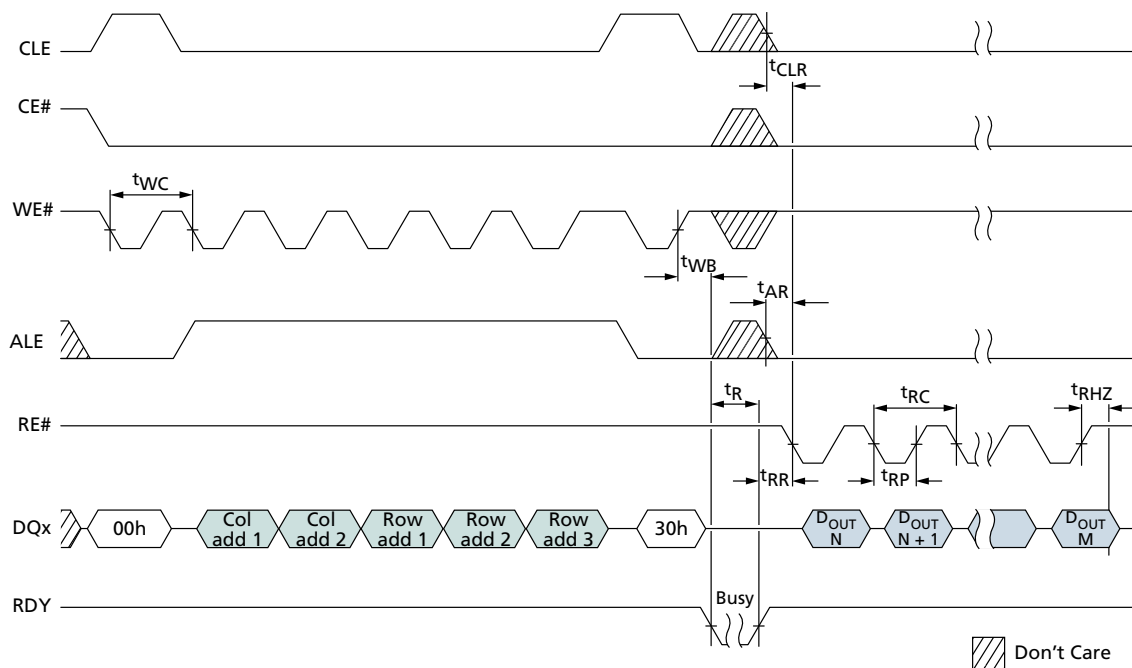 CLE
tCLR
CE#
tWC
WE#
tWB
tAR
ALE
tR
tRC
tRHZ
RE#
tRR
tRP
DQx
00h
Col
add 1
Col
add 2
Row
add 1
Row
add 2
Row
add 3
30h
DOUT
N
DOUT
N + 1
DOUT
M
RDY
Busy
Don't Care